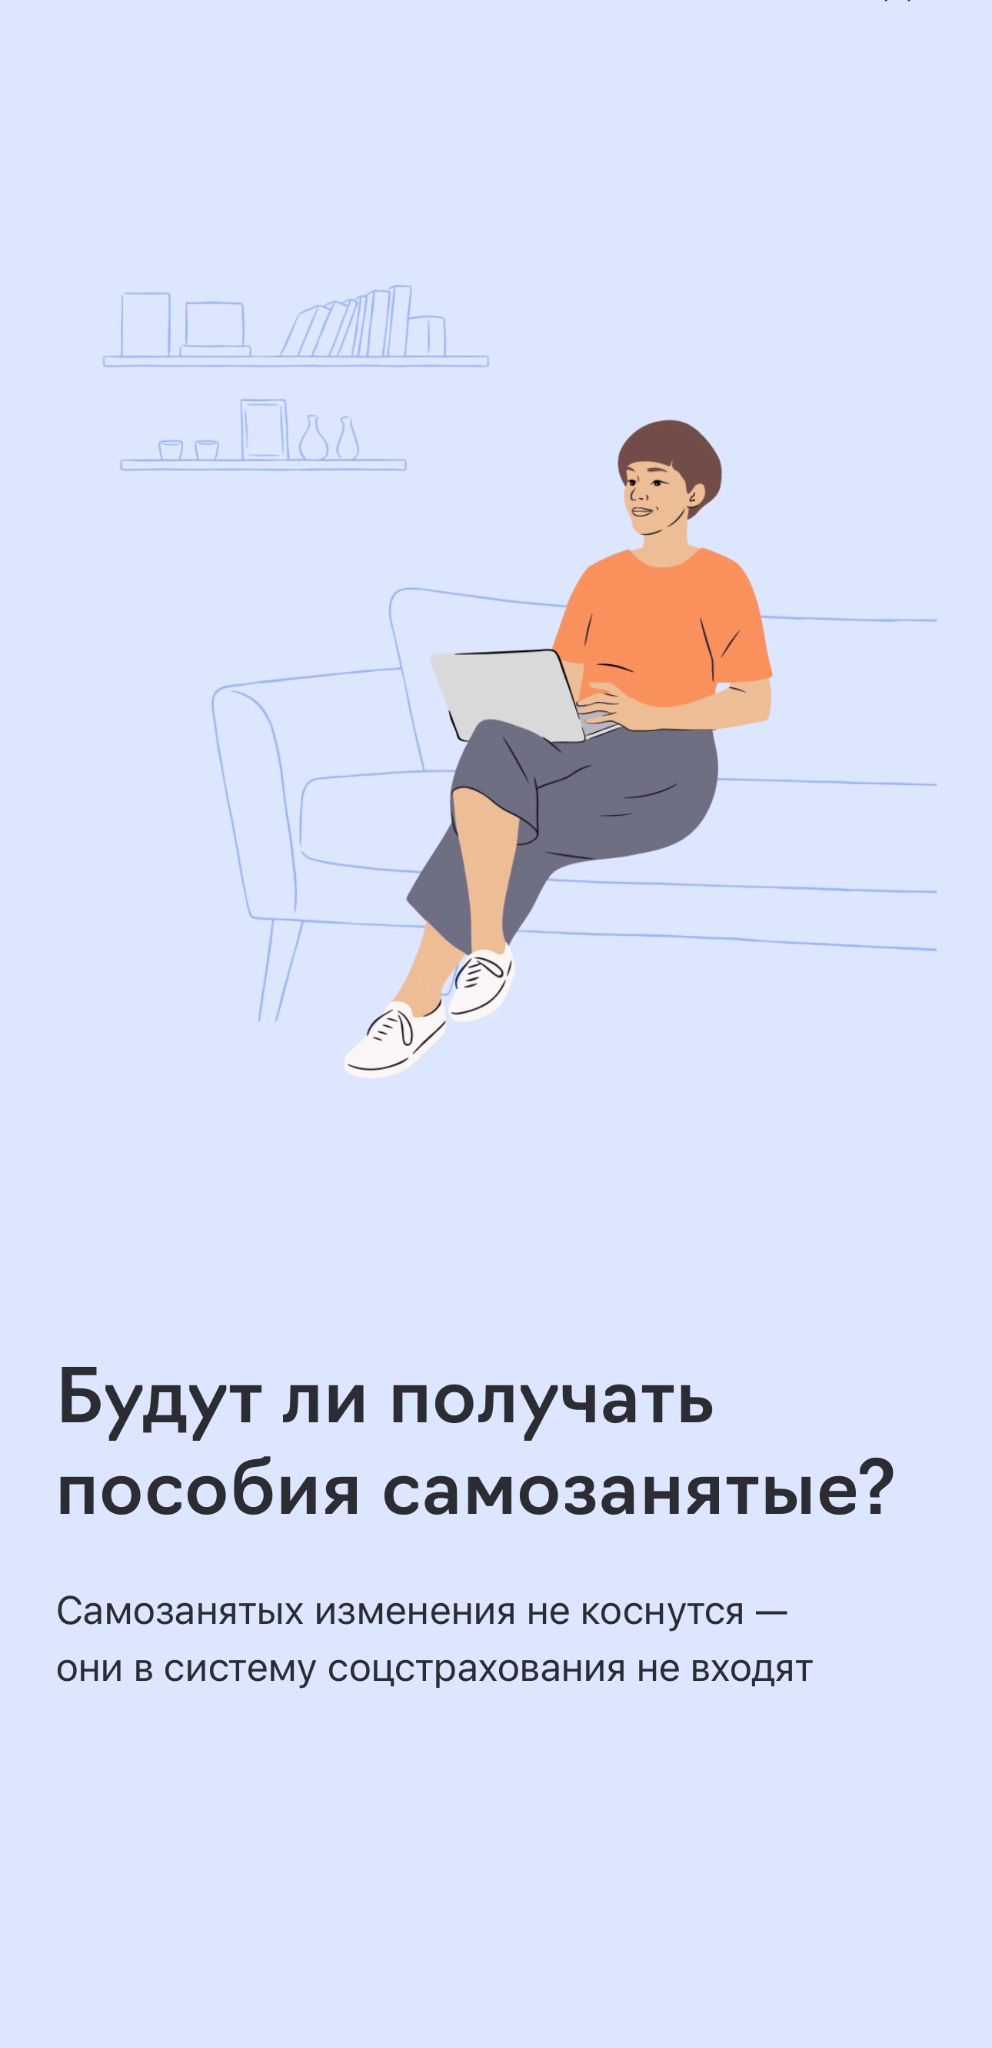 Будут ли получать
пособия самозанятые?
Самозанятых изменения не коснутся —
они в систему соцстрахования не входят